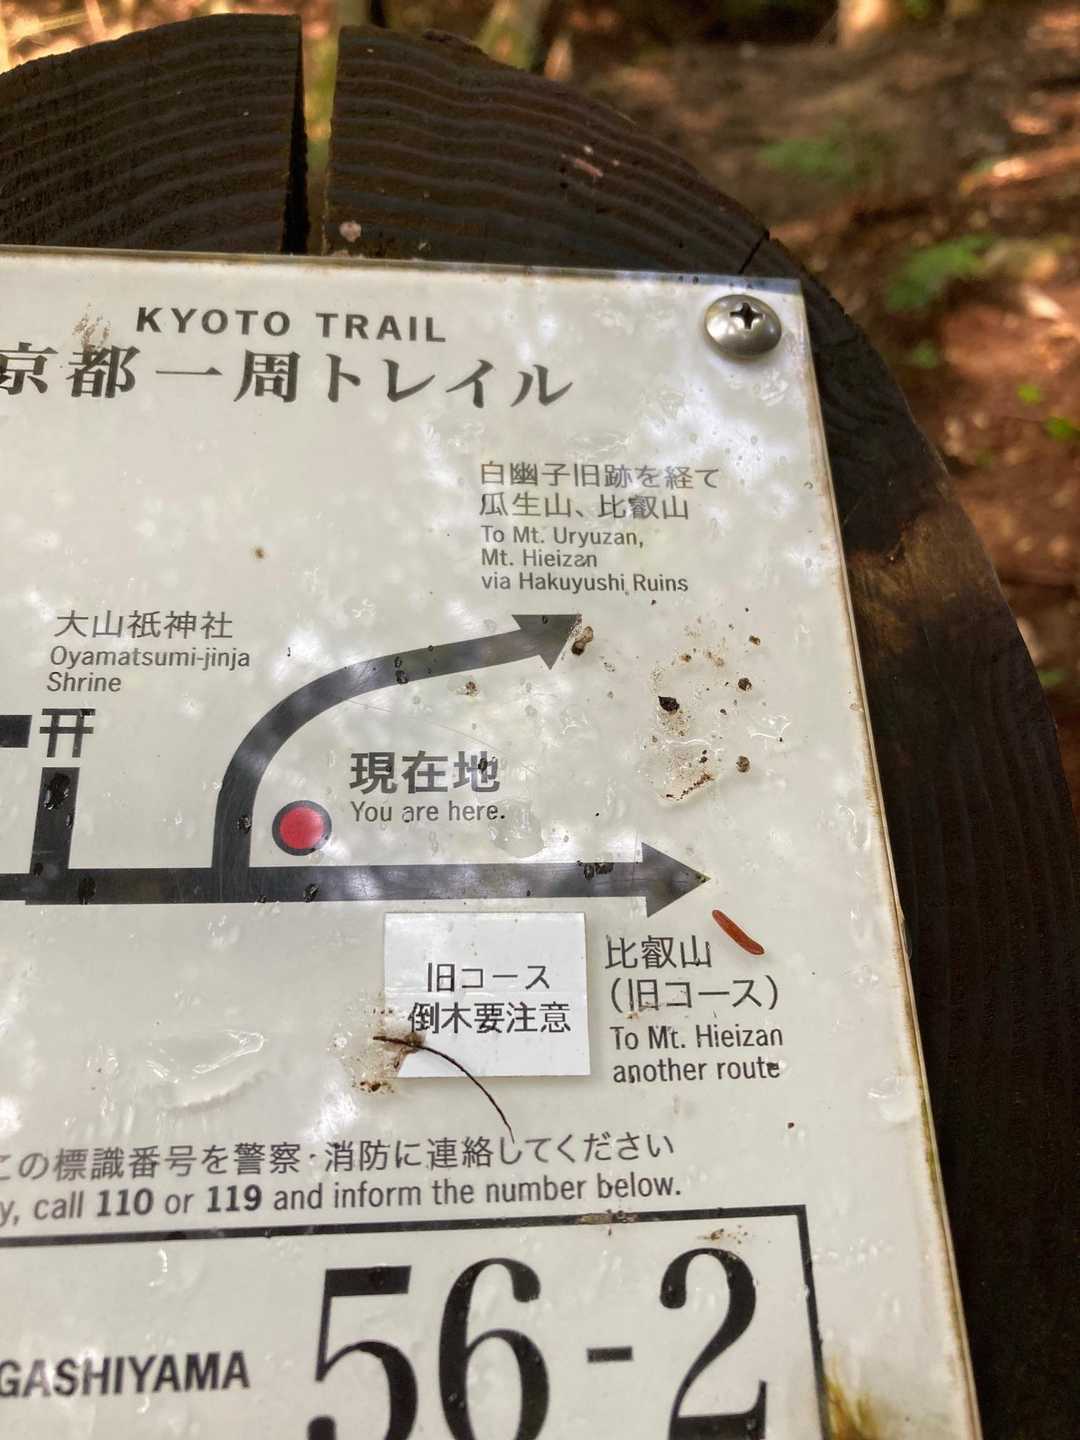 KYOTO TRAIL
京都一周トレイル
白幽子旧跡を経て
瓜生山、比叡山
To Mt. Uryuzan,
Mt. Hieizan
via Hakuyushi Ruins
大山祇神社
Oyamatsumi-jinja
Shrine
現在地
You are here.
旧コース
倒木要注意
比叡山
(旧コース)
To Mt. Hieizan
another route
この標識番号を警察・消防に連絡してください
y, call 110 or 119 and inform the number below.
GASHIYAMA
56-2